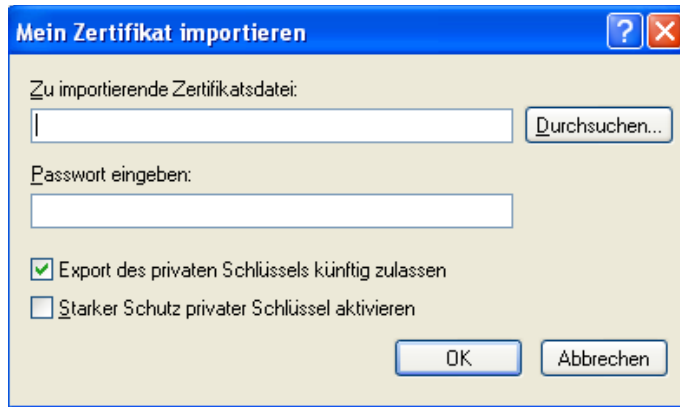 Mein Zertifikat importieren
Zu importierende Zertifikatsdatei:
Durchsuchen...
Passwort eingeben:
Export des privaten Schlüssels künftig zulassen
Starker Schutz privater Schlüssel aktivieren
OK Abbrechen